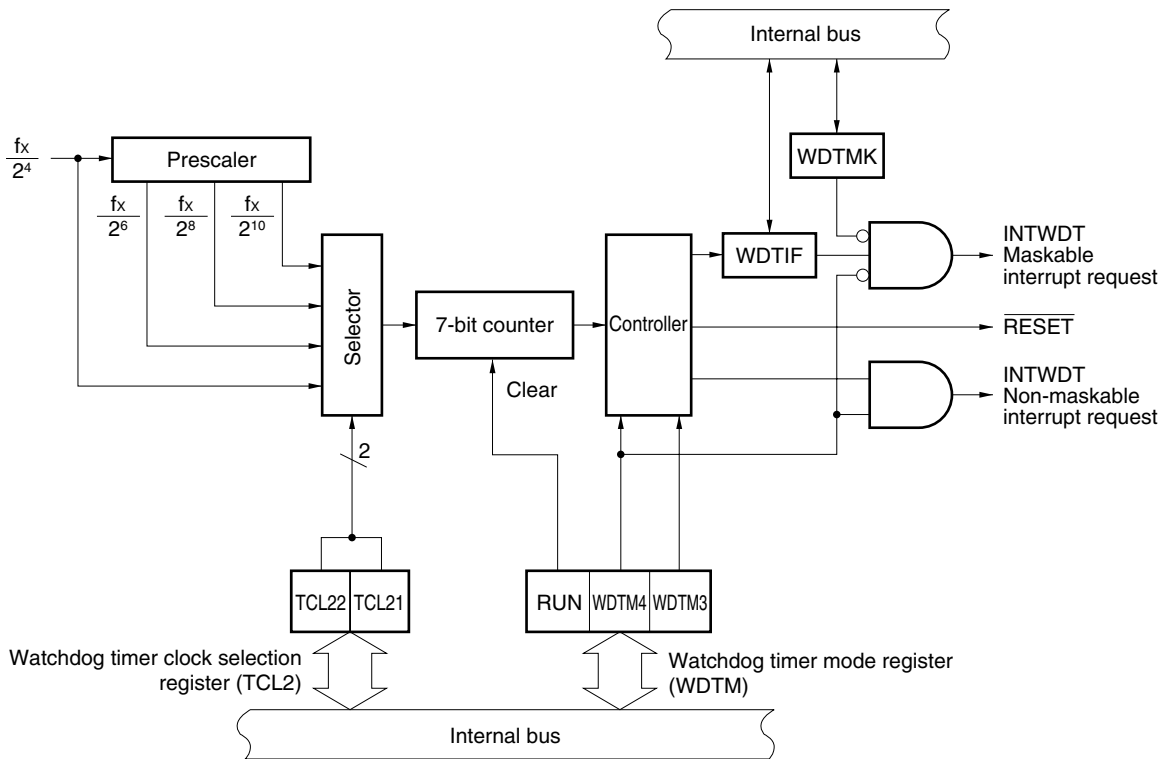 Internal bus
fX
2⁴
Prescaler
WDTMK
fX
2⁶
fX
2⁸
fX
2¹⁰
Selector
7-bit counter
Clear
Controller
WDTIF
INTWDT
Maskable
interrupt request
RESET
INTWDT
Non-maskable
interrupt request
2
TCL22
TCL21
RUN
WDTM4
WDTM3
Watchdog timer clock selection
register (TCL2)
Watchdog timer mode register
(WDTM)
Internal bus